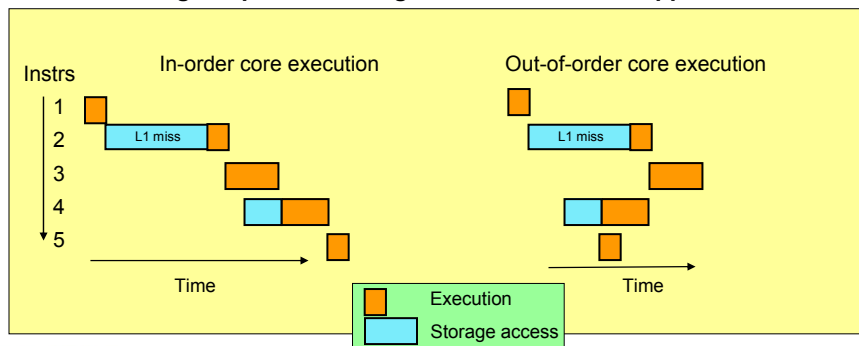 In-order core execution
Out-of-order core execution
Instrs
1
2
3
4
5
L1 miss
L1 miss
Time
Time
Execution
Storage access